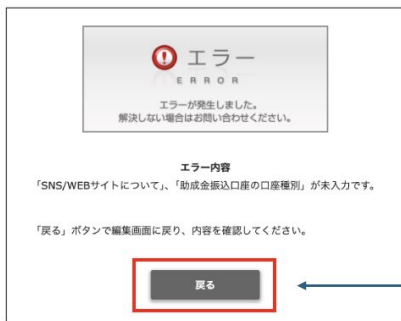 エラー
ERROR
エラーが発生しました。
解決しない場合はお問い合わせください。
エラー内容
「SNS/WEBサイトについて」、「助成金振込口座の口座種別」が未入力です。
「戻る」ボタンで編集画面に戻り、内容を確認してください。
戻る